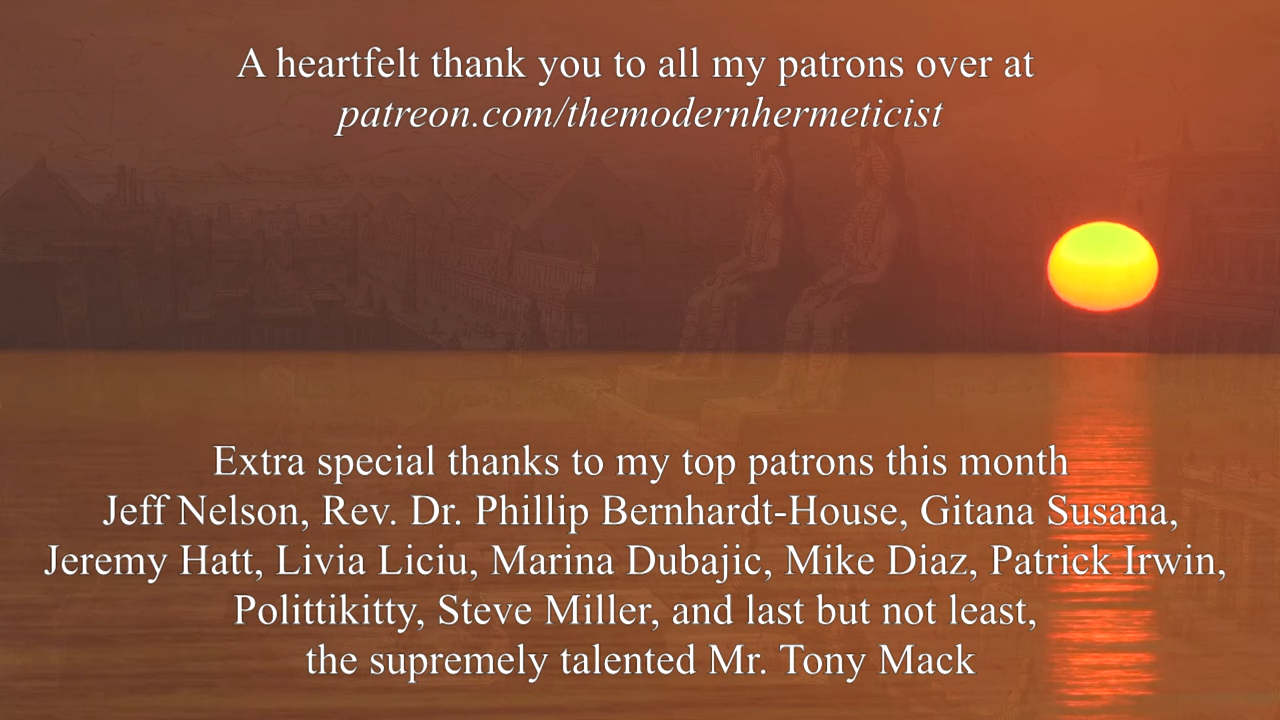 A heartfelt thank you to all my patrons over at
patreon.com/themodernhermeticist
Extra special thanks to my top patrons this month
Jeff Nelson, Rev. Dr. Phillip Bernhardt-House, Gitana Susana,
Jeremy Hatt, Livia Liciu, Marina Dubajic, Mike Diaz, Patrick Irwin,
Polittikitty, Steve Miller, and last but not least,
the supremely talented Mr. Tony Mack